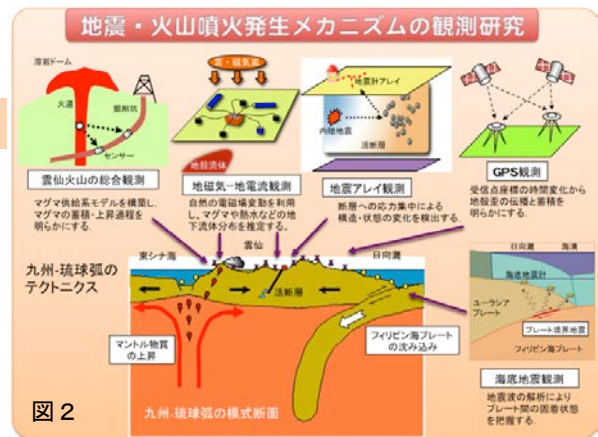 地震・火山噴火発生メカニズムの観測研究
溶岩ドーム
火道
掘削坑
センサー
雲仙火山の総合観測
マグマ供給系モデルを構築し,
マグマの蓄積・上昇過程を
明らかにする.
雷・磁気嵐
地殻流体
地磁気−地電流観測
自然の電磁場変動を利用
し,マグマや熱水などの地
下流体分布を推定する.
地震計アレイ
内陸地震
活断層
地震アレイ観測
断層への応力集中による
構造・状態の変化を検出する.
GPS観測
受信点座標の時間変化から
地殻歪の伝播と蓄積を
明らかにする.
九州-琉球弧の
テクトニクス
東シナ海
雲仙
日向灘
活断層
マントル物質
の上昇
フィリピン海プレート
の沈み込み
九州-琉球弧の模式断面
日向灘
海溝
海底地震計
ユーラシア
プレート
プレート境界地震
フィリピン海プレート
海底地震観測
地震波の解析により
プレート間の固着状態
を把握する.
図2